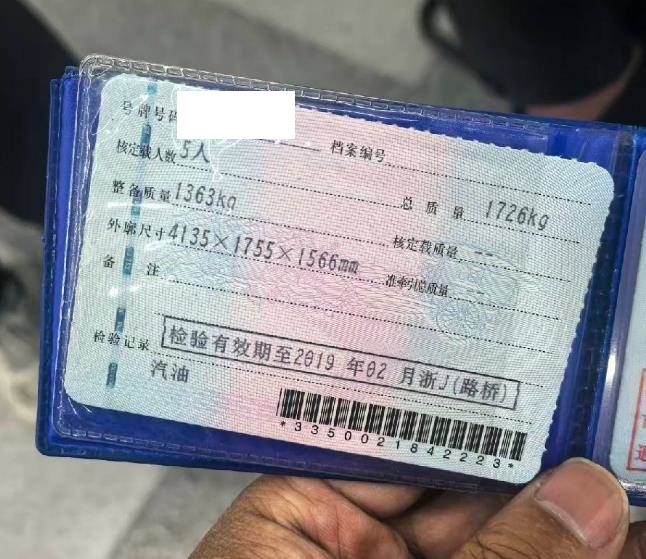 号牌号码
档案编号
核定载人数 5人
总质量 1726kg
整备质量 1363kg
核定载质量 --
外廓尺寸 4135×1755×1566mm
准牵引总质量
备注
检验记录
检验有效期至2019 年02 月浙J(路桥)
汽油
*3350021842223*